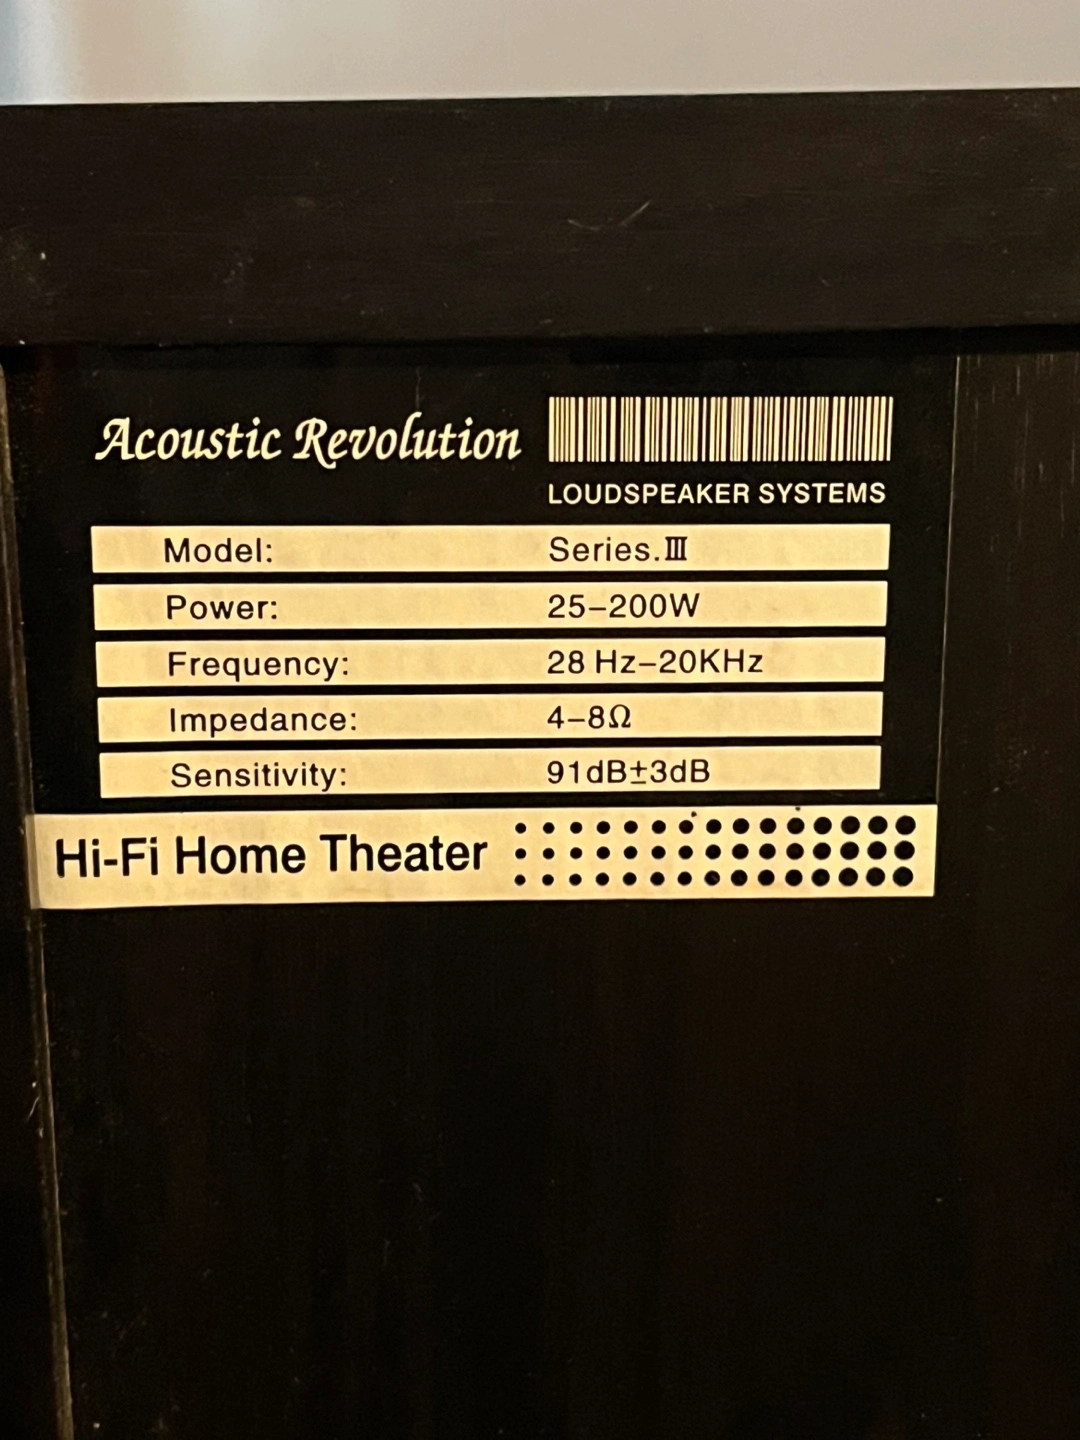 Acoustic Revolution
LOUDSPEAKER SYSTEMS
Model: Series.Ⅲ
Power: 25–200W
Frequency: 28 Hz–20KHz
Impedance: 4–8Ω
Sensitivity: 91dB±3dB
Hi-Fi Home Theater